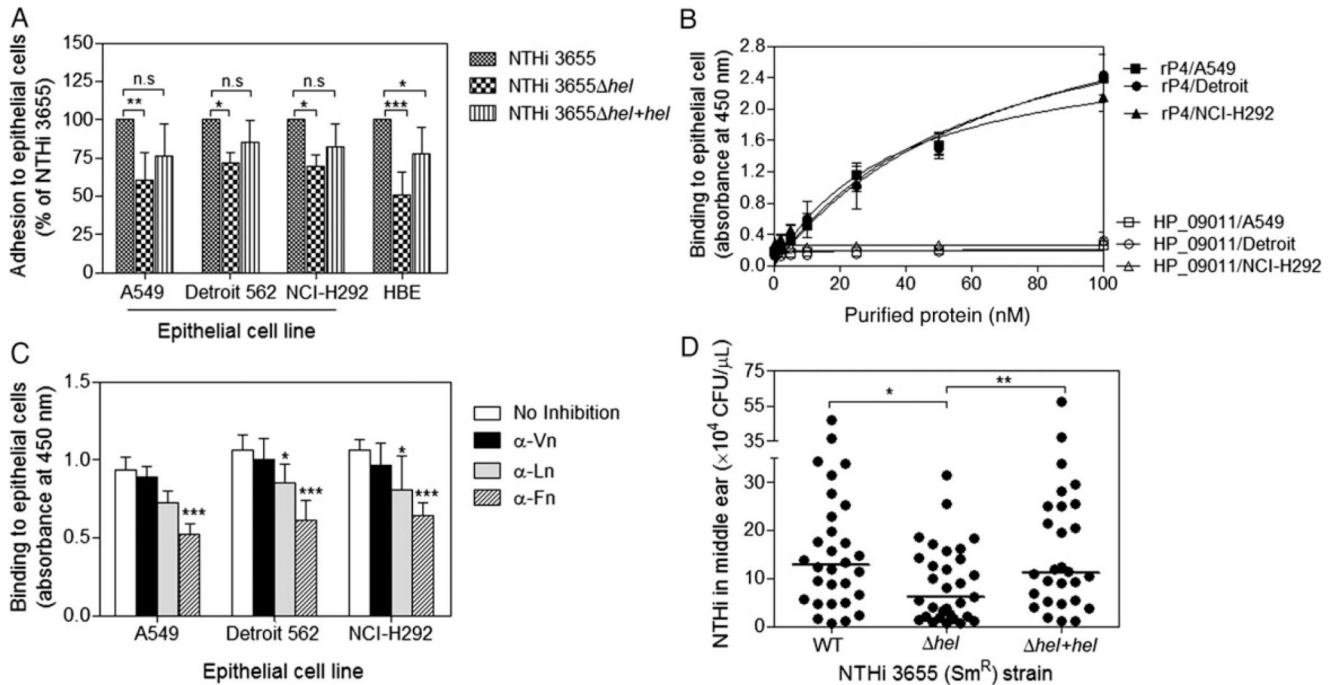 A
Adhesion to epithelial cells
(% of NTHi 3655)
150
125
100
75
50
25
0
n.s
**
n.s
*
n.s
*
*
***
A549
Detroit 562
NCI-H292
HBE
Epithelial cell line
NTHi 3655
NTHi 3655Δhel
NTHi 3655Δhel+hel
B
Binding to epithelial cell
(absorbance at 450 nm)
2.8
2.4
2.0
1.6
1.2
0.8
0.4
0.0
0
20
40
60
80
100
Purified protein (nM)
rP4/A549
rP4/Detroit
rP4/NCI-H292
HP_09011/A549
HP_09011/Detroit
HP_09011/NCI-H292
C
Binding to epithelial cells
(absorbance at 450 nm)
1.5
1.0
0.5
0.0
***
*
***
*
***
A549
Detroit 562
NCI-H292
Epithelial cell line
No Inhibition
α-Vn
α-Ln
α-Fn
D
NTHi in middle ear (×10⁴ CFU/μL)
75
55
35
30
20
10
0
*
**
WT
Δhel
Δhel+hel
NTHi 3655 (Smᴿ) strain